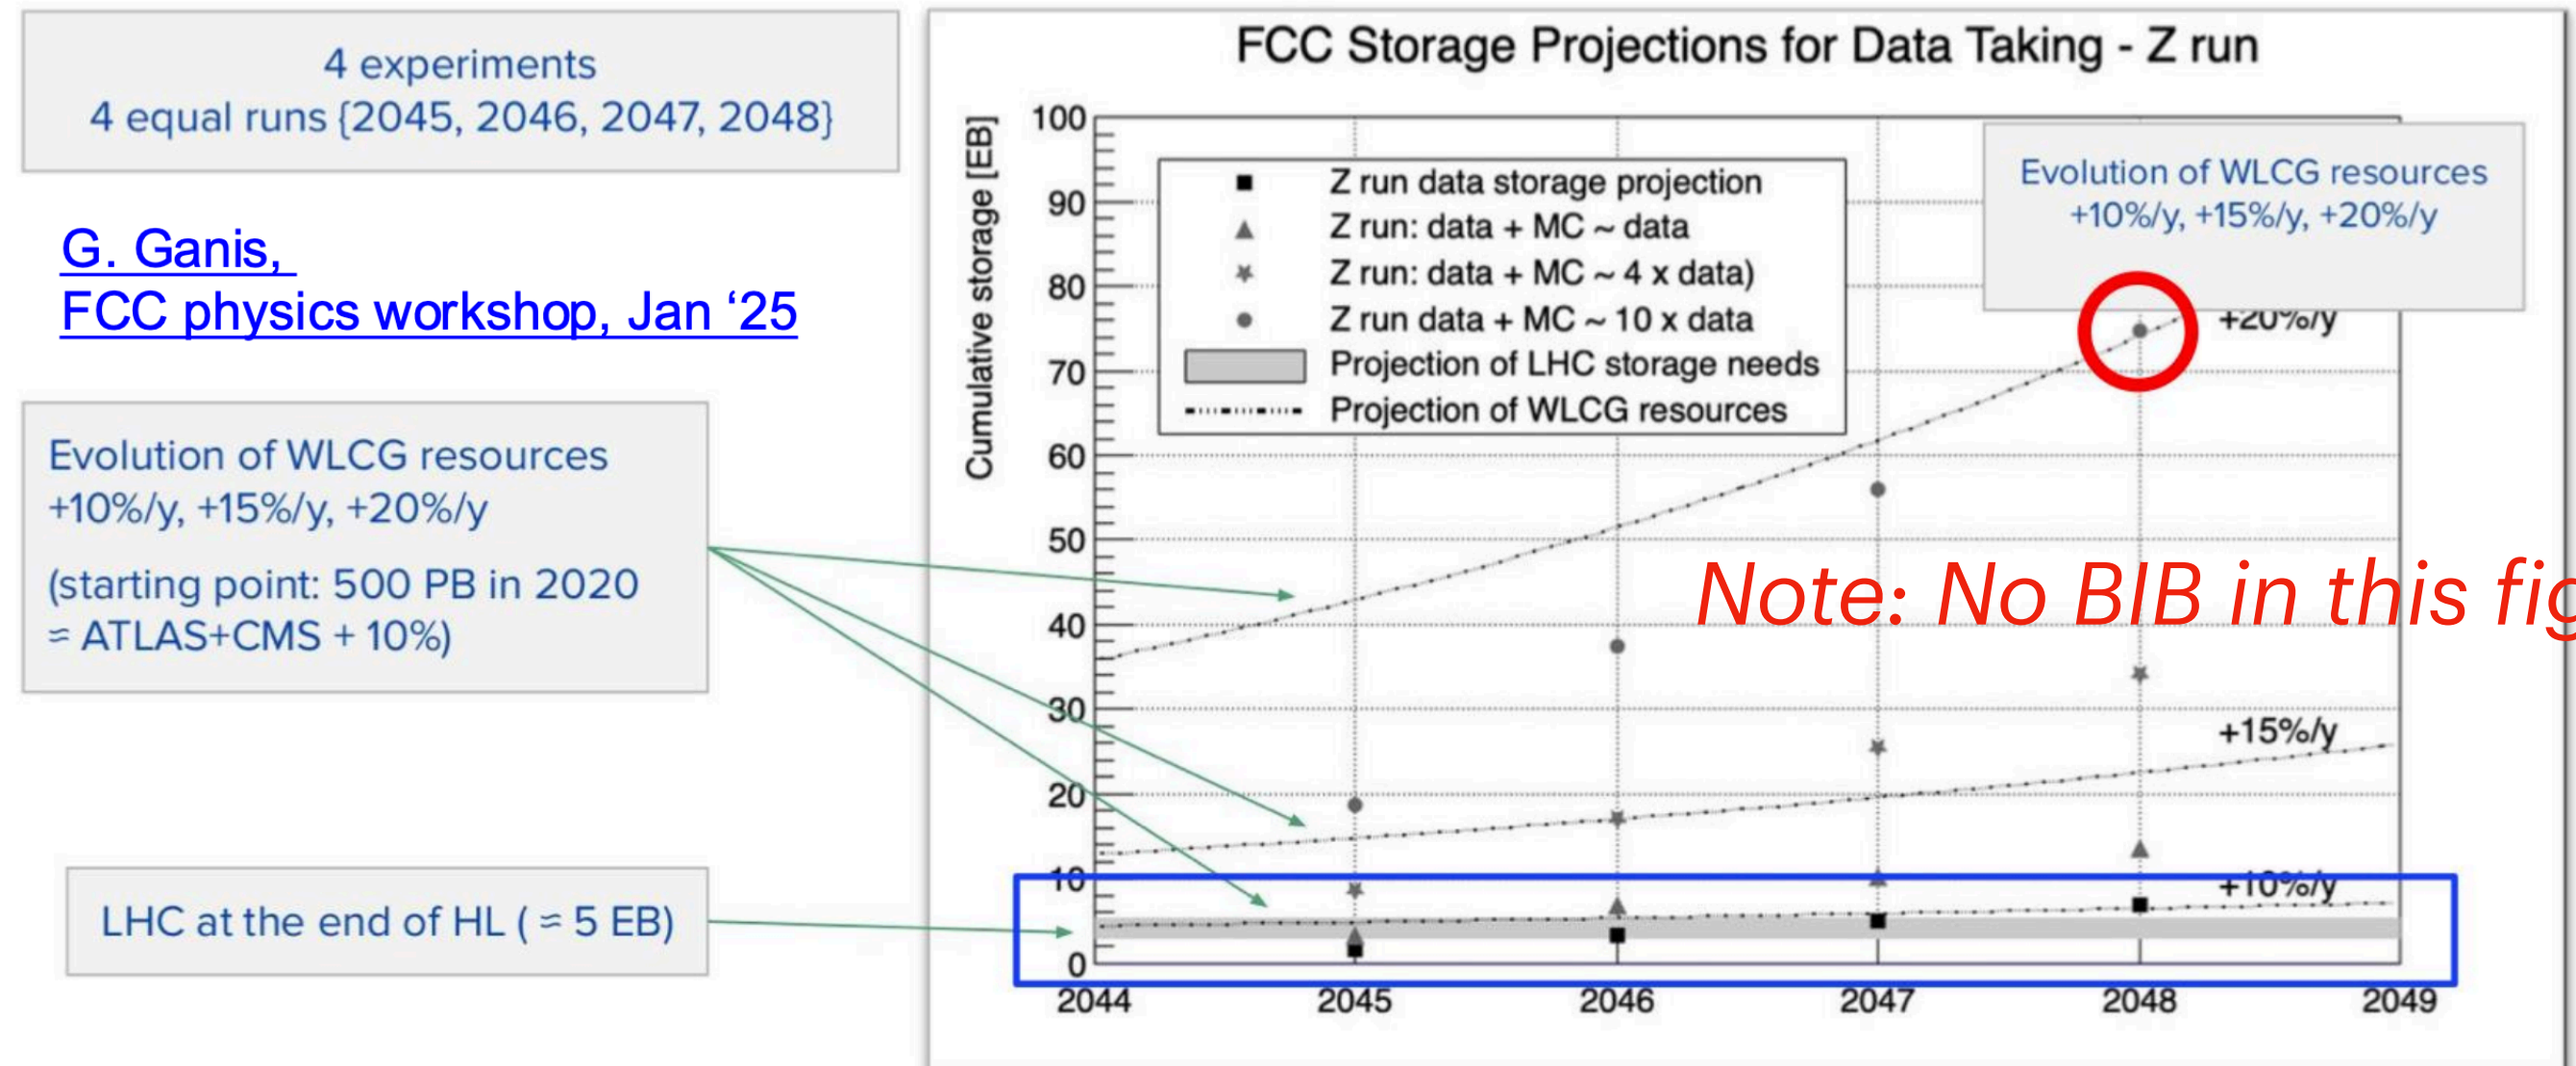 4 experiments
4 equal runs {2045, 2046, 2047, 2048}
G. Ganis,
FCC physics workshop, Jan ‘25
Evolution of WLCG resources
+10%/y, +15%/y, +20%/y
(starting point: 500 PB in 2020
≈ ATLAS+CMS + 10%)
LHC at the end of HL ( ≈ 5 EB)
FCC Storage Projections for Data Taking - Z run
Cumulative storage [EB]
100
90
80
70
60
50
40
30
20
10
0
Z run data storage projection
Z run: data + MC ~ data
Z run: data + MC ~ 4 x data)
Z run data + MC ~ 10 x data
Projection of LHC storage needs
Projection of WLCG resources
Evolution of WLCG resources
+10%/y, +15%/y, +20%/y
+20%/y
Note: No BIB in this fig
+15%/y
+10%/y
2044 2045 2046 2047 2048 2049